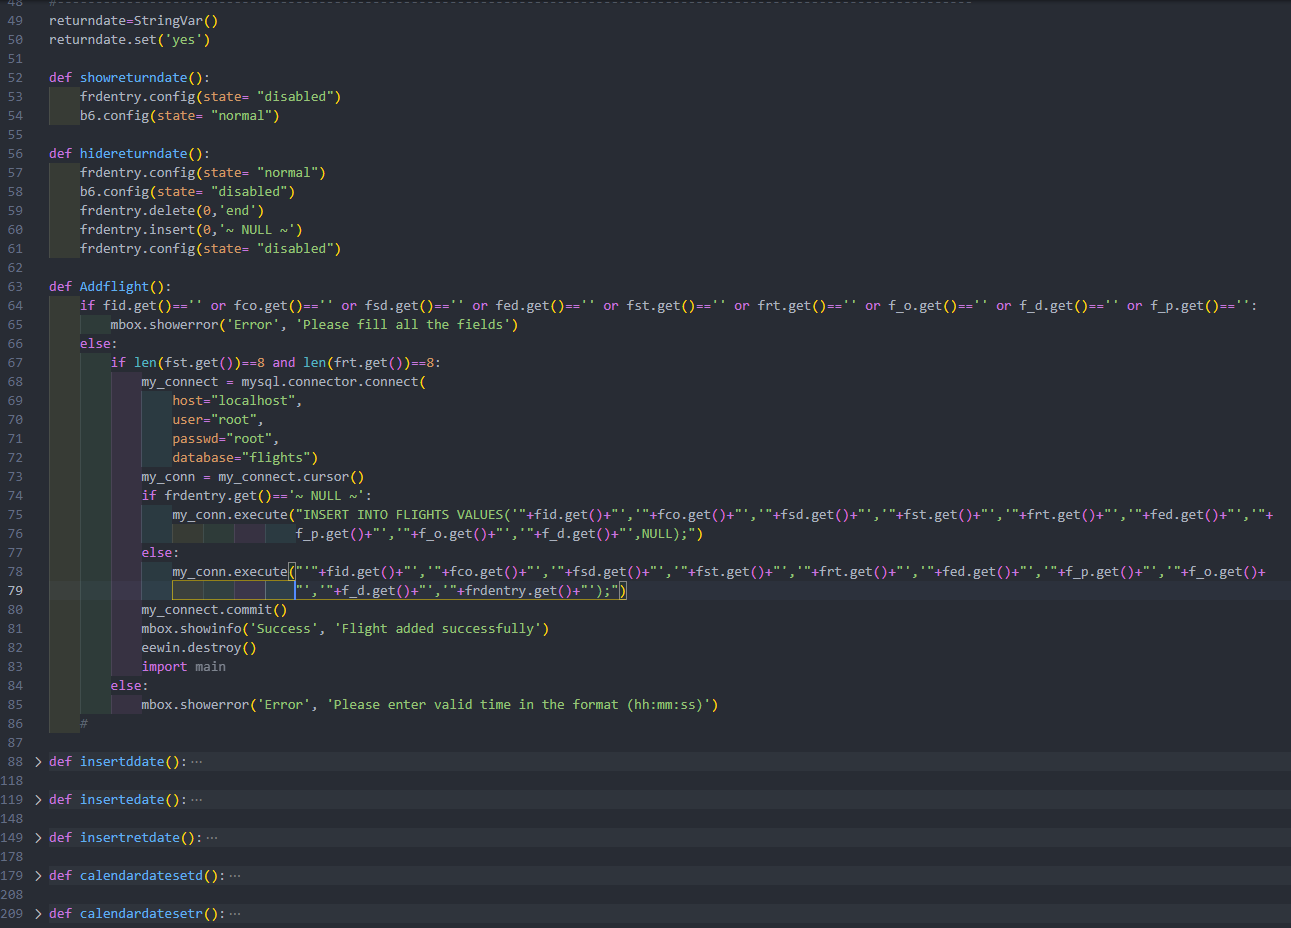 48 #
49 returndate=StringVar()
50 returndate.set('yes')
51
52 def showreturndate():
53 frdentry.config(state= "disabled")
54 b6.config(state= "normal")
55
56 def hidereturndate():
57 frdentry.config(state= "normal")
58 b6.config(state= "disabled")
59 frdentry.delete(0,'end')
60 frdentry.insert(0,'~ NULL ~')
61 frdentry.config(state= "disabled")
62
63 def Addflight():
64 if fid.get()=='' or fco.get()=='' or fsd.get()=='' or fed.get()=='' or fst.get()=='' or frt.get()=='' or f_o.get()=='' or f_d.get()=='' or f_p.get()=='':
65 mbox.showerror('Error', 'Please fill all the fields')
66 else:
67 if len(fst.get())==8 and len(frt.get())==8:
68 my_connect = mysql.connector.connect(
69 host="localhost",
70 user="root",
71 passwd="root",
72 database="flights")
73 my_conn = my_connect.cursor()
74 if frdentry.get()=='~ NULL ~':
75 my_conn.execute("INSERT INTO FLIGHTS VALUES('"+fid.get()+"','"+fco.get()+"','"+fsd.get()+"','"+fst.get()+"','"+frt.get()+"','"+fed.get()+"','"+
76 f_p.get()+"','"+f_o.get()+"','"+f_d.get()+"',NULL);")
77 else:
78 my_conn.execute("'"+fid.get()+"','"+fco.get()+"','"+fsd.get()+"','"+fst.get()+"','"+frt.get()+"','"+fed.get()+"','"+f_p.get()+"','"+f_o.get()+
79 "','"+f_d.get()+"','"+frdentry.get()+"');")
80 my_connect.commit()
81 mbox.showinfo('Success', 'Flight added successfully')
82 eewin.destroy()
83 import main
84 else:
85 mbox.showerror('Error', 'Please enter valid time in the format (hh:mm:ss)')
86 #
87
88 def insertddate(): ···
118
119 def insertedate(): ···
148
149 def insertretdate(): ···
178
179 def calendardatesetd(): ···
208
209 def calendardatesetr(): ···